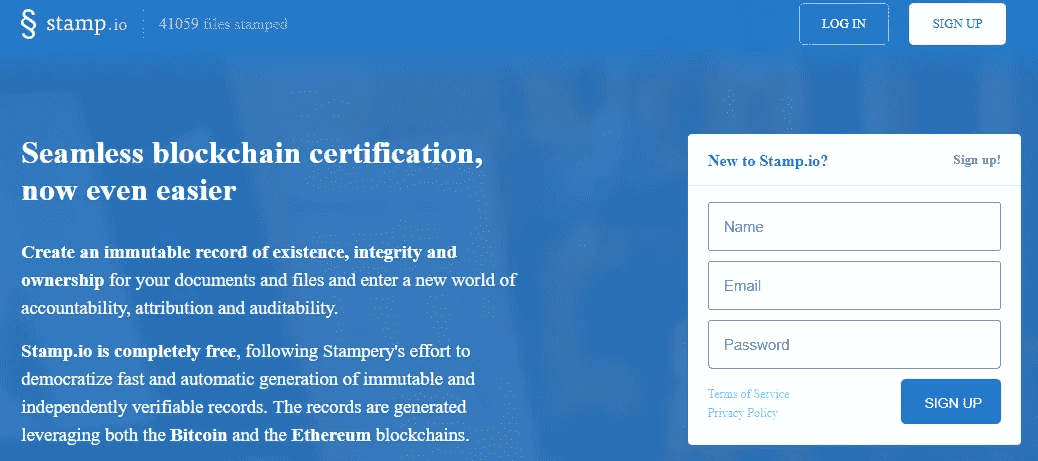 § stamp.io 41059 files stamped LOG IN SIGN UP
Seamless blockchain certification,
now even easier
Create an immutable record of existence, integrity and
ownership for your documents and files and enter a new world of
accountability, attribution and auditability.
Stamp.io is completely free, following Stampery's effort to
democratize fast and automatic generation of immutable and
independently verifiable records. The records are generated
leveraging both the Bitcoin and the Ethereum blockchains.
New to Stamp.io? Sign up!
Name
Email
Password
Terms of Service
Privacy Policy
SIGN UP